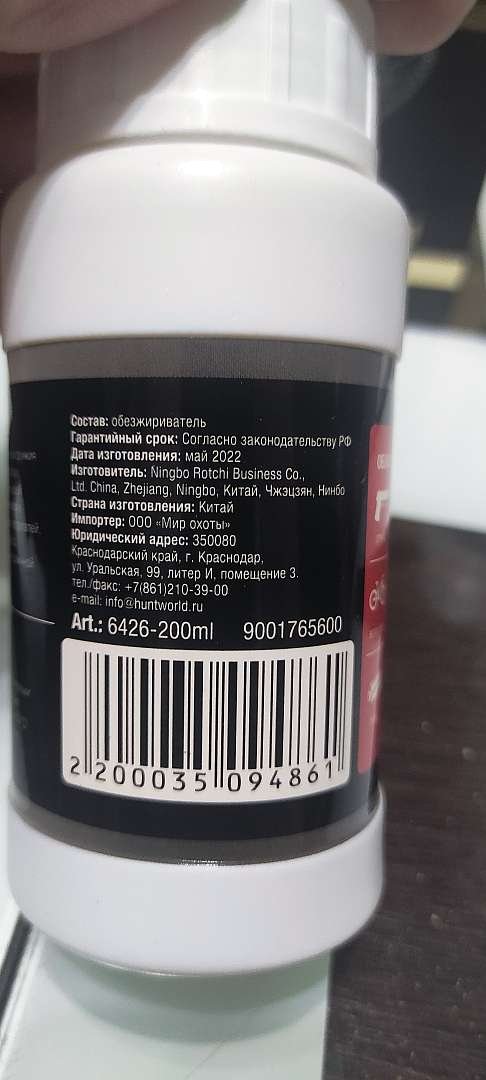 Состав: обезжириватель
Гарантийный срок: Согласно законодательству РФ
Дата изготовления: май 2022
Изготовитель: Ningbo Rotchi Business Co.,
Ltd. China, Zhejiang, Ningbo, Китай, Чжэцзян, Нинбо
Страна изготовления: Китай
Импортер: ООО «Мир охоты»
Юридический адрес: 350080
Краснодарский край, г. Краснодар,
ул. Уральская, 99, литер И, помещение 3.
тел./факс: +7(861)210-39-00
e-mail: info@huntworld.ru
Art.: 6426-200ml 9001765600
2 200035 094861